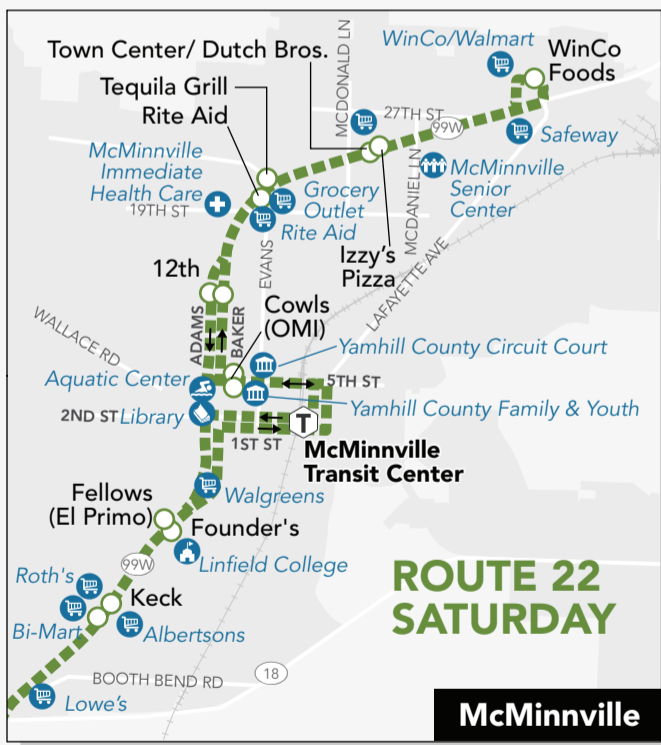 WinCo/Walmart
WinCo
Foods
Town Center/ Dutch Bros.
MCDONALD LN
Tequila Grill
Rite Aid
27TH ST
99W
Safeway
McMinnville
Immediate
Health Care
19TH ST
Grocery
Outlet
Rite Aid
MCDANIEL LN
McMinnville
Senior
Center
Izzy's
Pizza
EVANS
LAFAYETTE AVE
12th
Cowls
(OMI)
WALLACE RD
ADAMS
BAKER
Yamhill County Circuit Court
Aquatic Center
5TH ST
2ND ST
Library
Yamhill County Family & Youth
1ST ST
T
McMinnville
Transit Center
Walgreens
Fellows
(El Primo)
Founder's
99W
Linfield College
Roth's
Keck
Bi-Mart
Albertsons
ROUTE 22
SATURDAY
BOOTH BEND RD
18
Lowe's
McMinnville